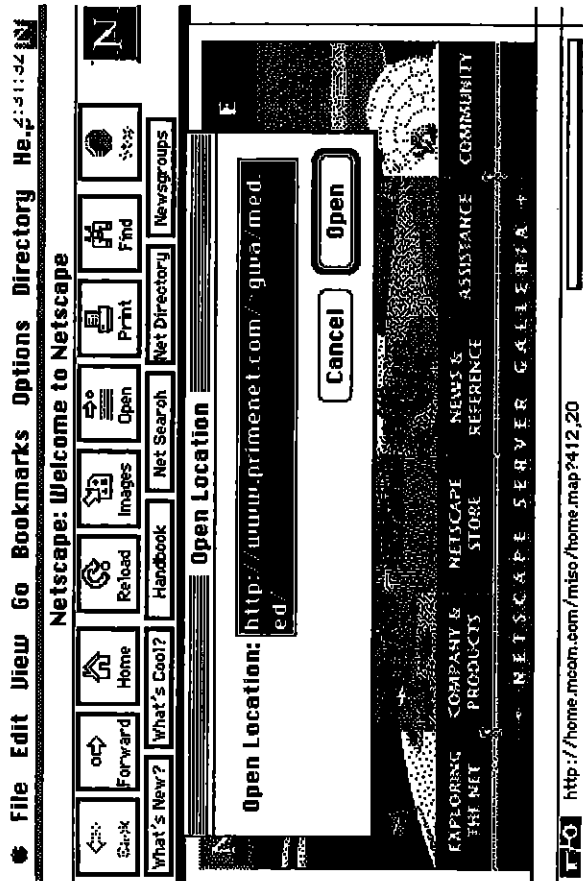 File Edit View Go Bookmarks Options Directory
Netscape: Welcome to Netscape
Back Forward Home Reload Images Open Print Find
What's New? What's Cool? Handbook Net Search Net Directory Newsgroups
N
Open Location
Open Location: http://www.primenet.com/~gwa/med
ed/
Cancel Open
EXPLORING THE NET
COMPANY & PRODUCTS
NETSCAPE STORE
NEWS & REFERENCE
ASSISTANCE
COMMUNITY
+ NETSCAPE SERVER GALLERIA +
http://home.mcom.com/miso/home.map?412,20